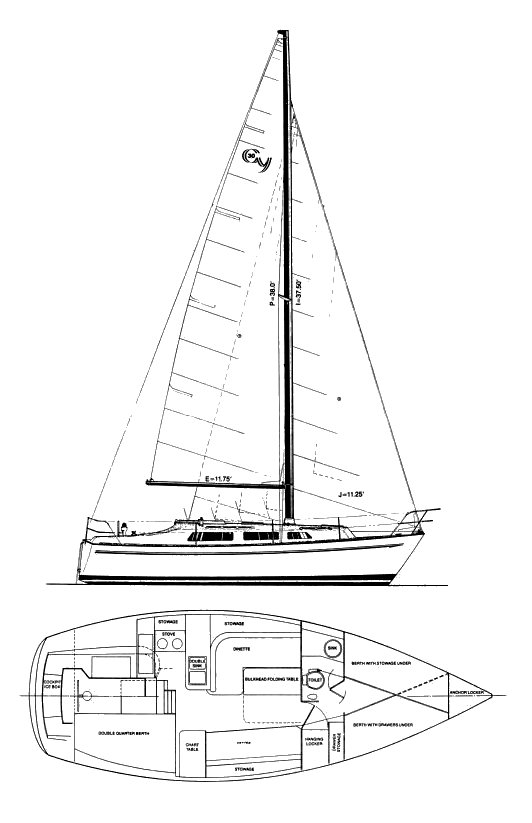 30
P=38.0'
I=37.50'
E=11.75'
J=11.25'
STOWAGE
STOWAGE
STOVE
SINK
DINETTE
DOUBLE
SINK
BERTH WITH STOWAGE UNDER
COCKPIT
ICE BOX
BULKHEAD FOLDING TABLE
TOILET
ANCHOR LOCKER
DOUBLE QUARTER BERTH
BERTH WITH DRAWERS UNDER
CHART
TABLE
SETTEE
HANGING
LOCKER
DRAWER
STOWAGE
STOWAGE